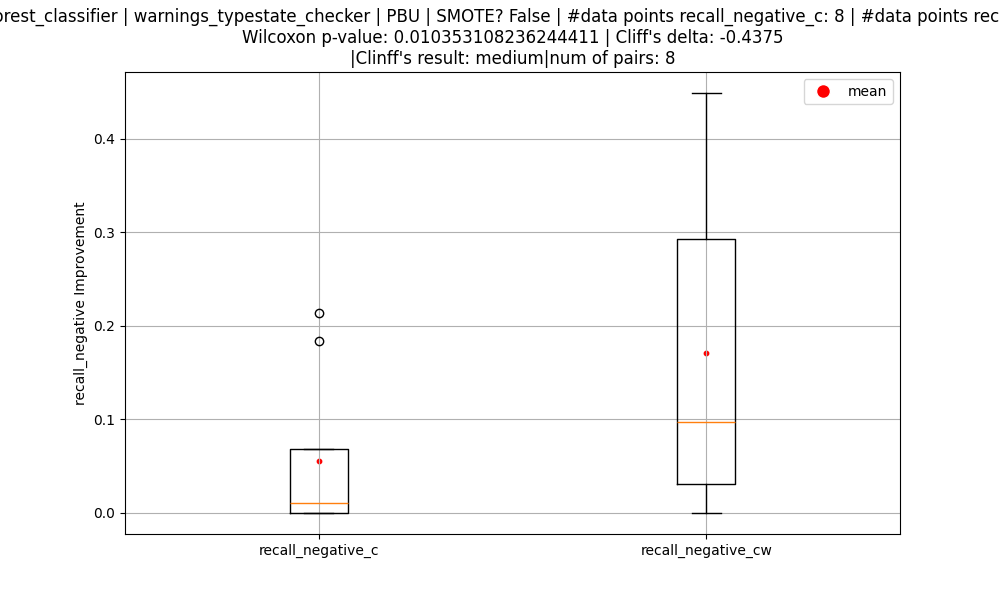 orest_classifier | warnings_typestate_checker | PBU | SMOTE? False | #data points recall_negative_c: 8 | #data points rec
Wilcoxon p-value: 0.010353108236244411 | Cliff's delta: -0.4375
|Clinff's result: medium|num of pairs: 8
mean
0.4
0.3
0.2
0.1
0.0
recall_negative Improvement
recall_negative_c
recall_negative_cw